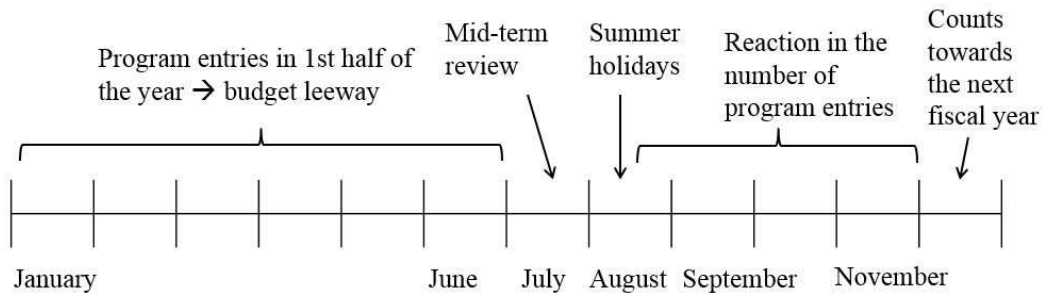 Program entries in 1st half of
the year → budget leeway
Mid-term
review
Summer
holidays
Reaction in the
number of
program entries
Counts
towards
the next
fiscal year
January
June
July
August
September
November